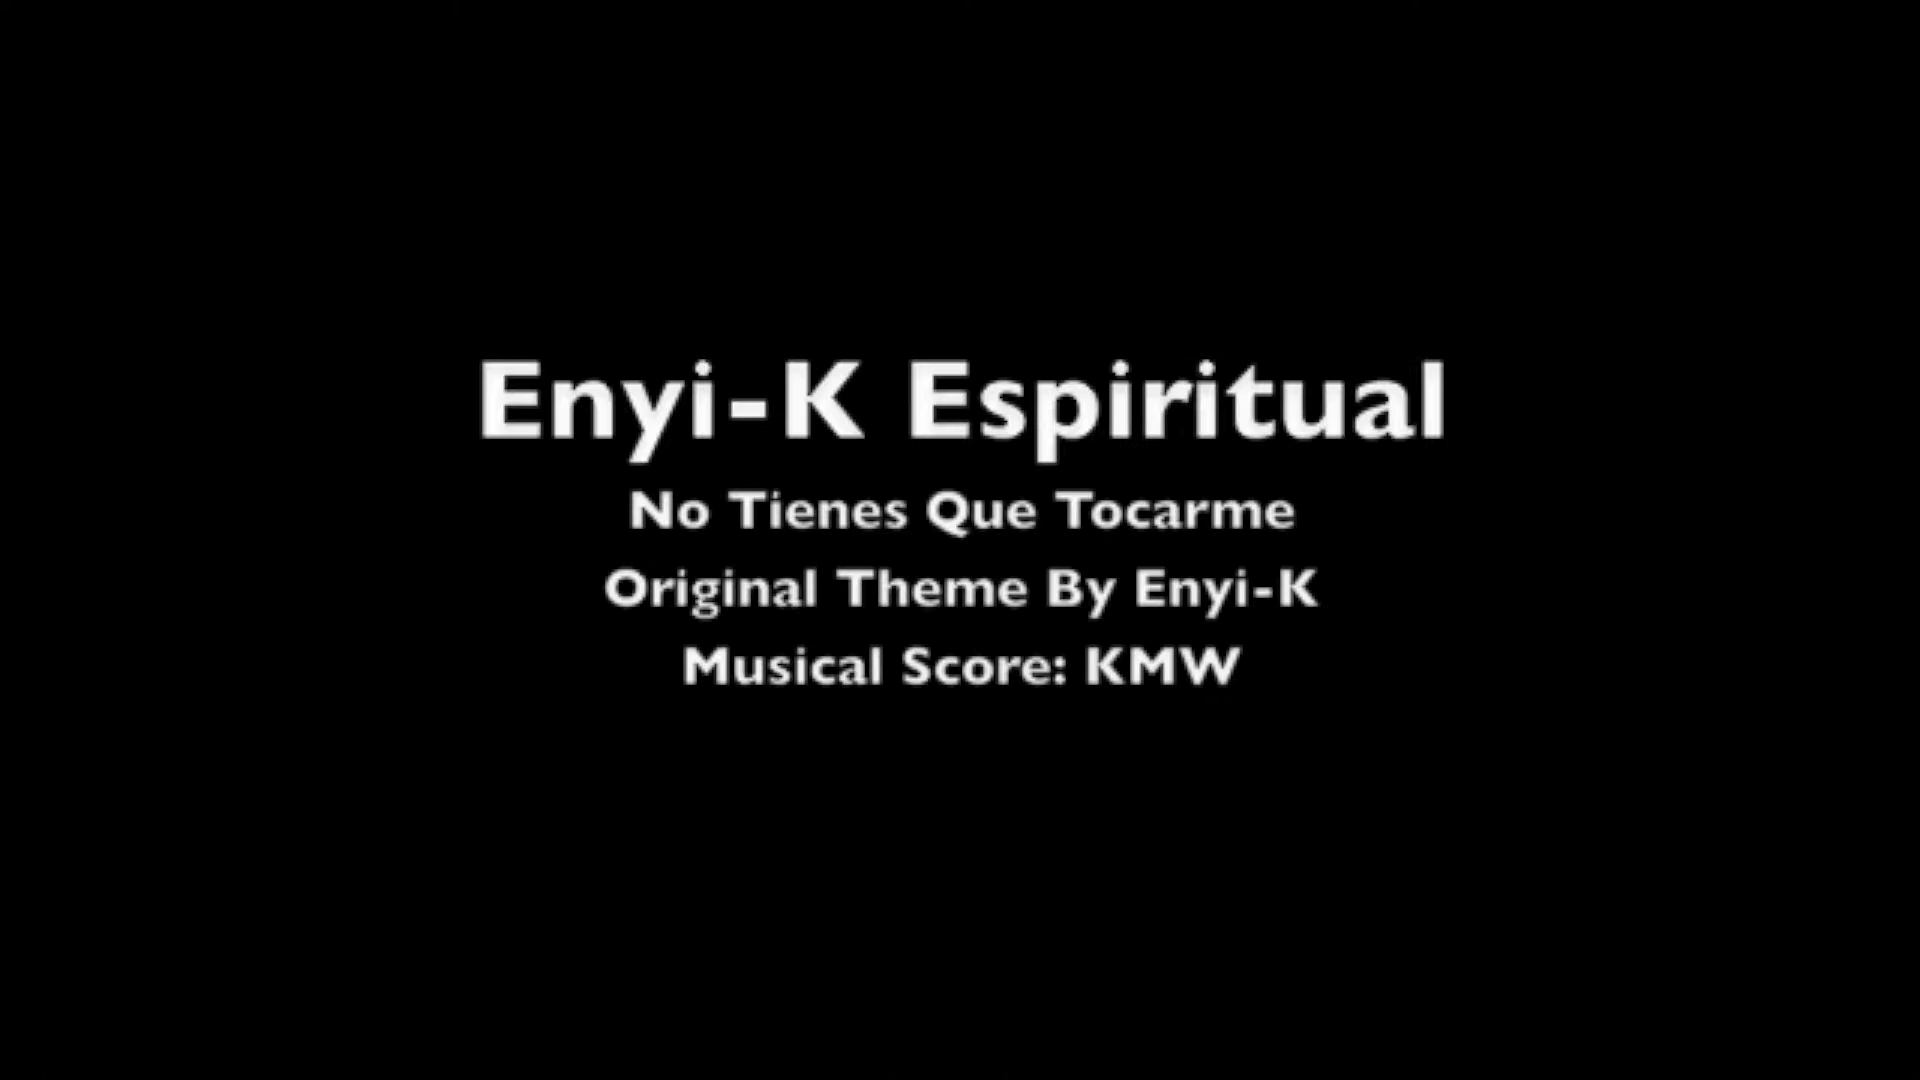 Enyi-K Espiritual
No Tienes Que Tocarme
Original Theme By Enyi-K
Musical Score: KMW